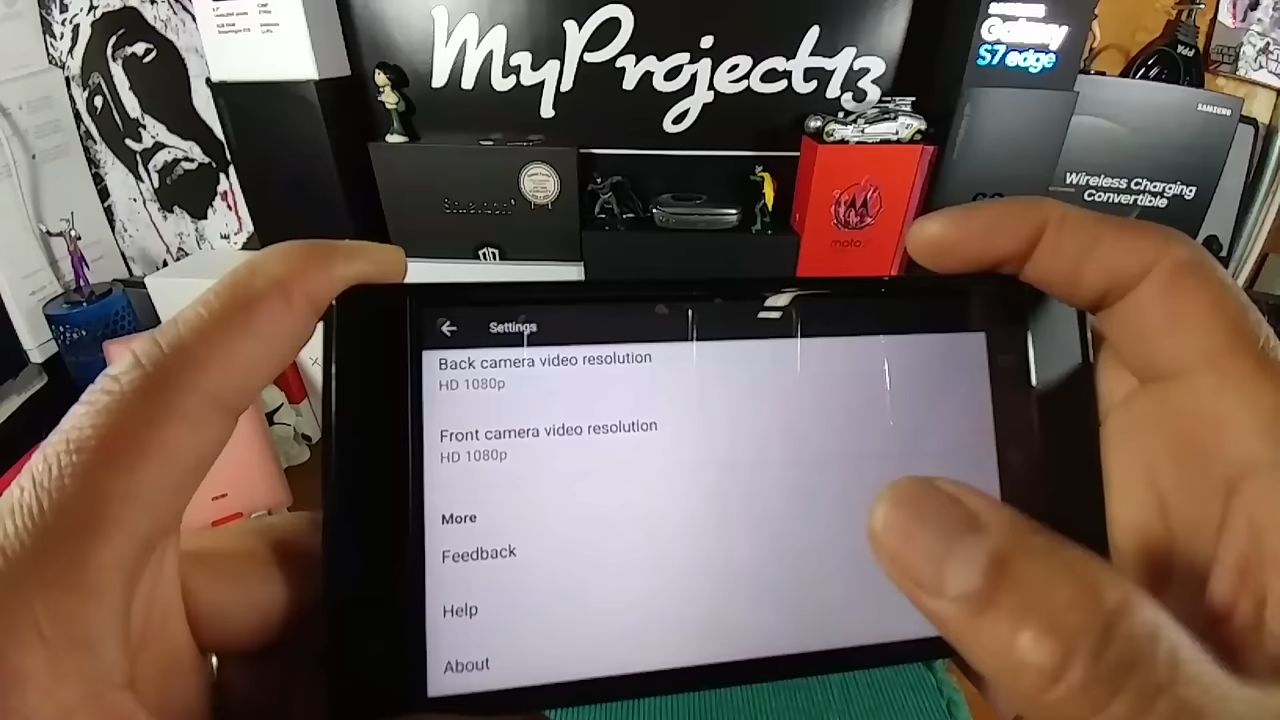 MyProject13
SAMSUNG
Galaxy
S7 edge
SAMSUNG
Wireless Charging
Convertible
moto
Settings
Back camera video resolution
HD 1080p
Front camera video resolution
HD 1080p
More
Feedback
Help
About